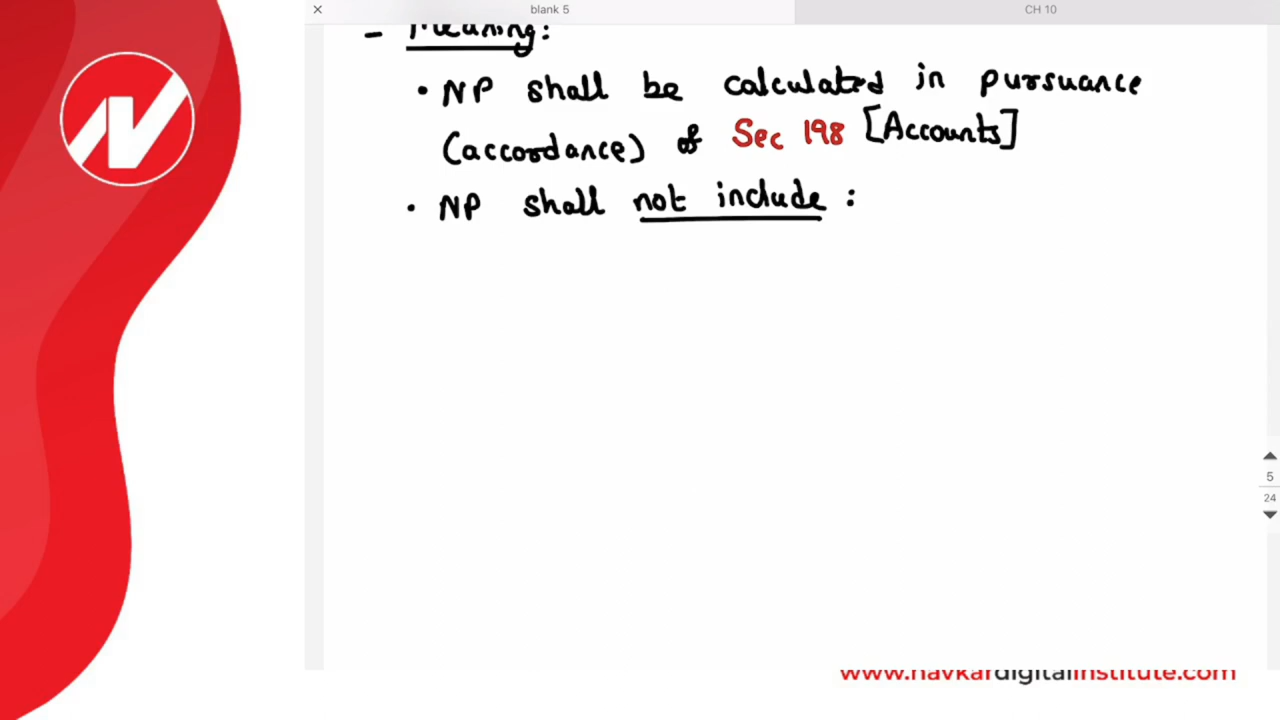 blank 5
CH 10
- Meaning:
• NP shall be calculated in pursuance
(accordance) of Sec 198 [Accounts]
• NP shall not include :
5
24
www.navkardigitalinstitute.com